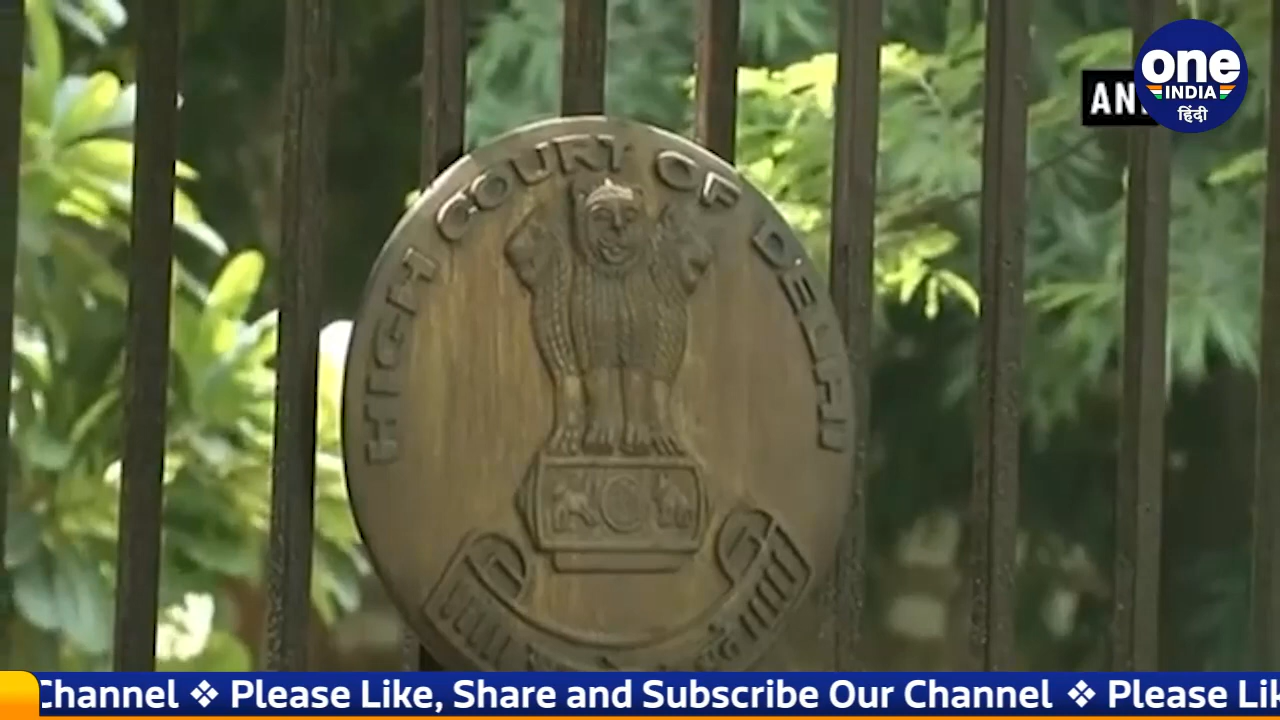 one
INDIA
हिंदी
AN
HIGH COURT OF DELHI
Channel ❖ Please Like, Share and Subscribe Our Channel ❖ Please Lik